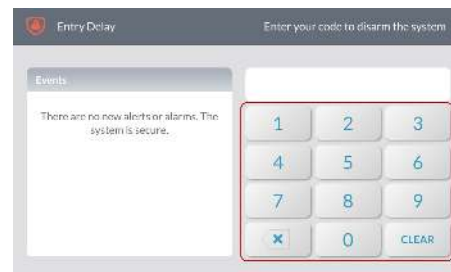 Entry Delay
Enter your code to disarm the system
Events
There are no new alerts or alarms. The
system is secure.
1 2 3
4 5 6
7 8 9
0 CLEAR